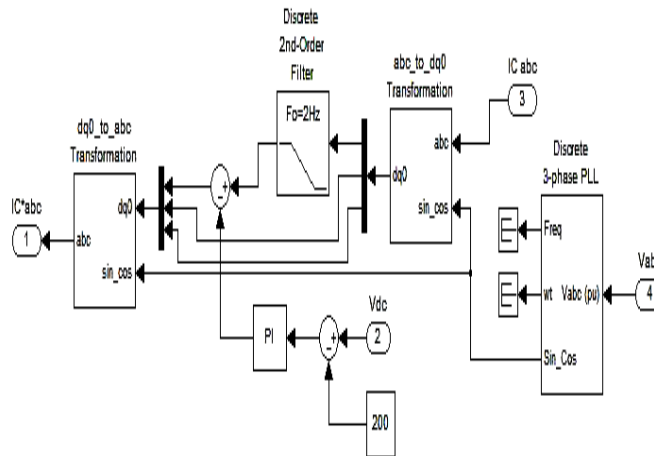 Discrete
2nd-Order
Filter
Fo=2Hz
abc_to_dq0
Transformation
abc
dq0
sin_cos
IC abc
3
dq0_to_abc
Transformation
dq0
abc
sin_cos
IC*abc
1
Discrete
3-phase PLL
Freq
wt
Vabc (pu)
Sin_Cos
Vab
4
- +
PI
- +
Vdc
2
200